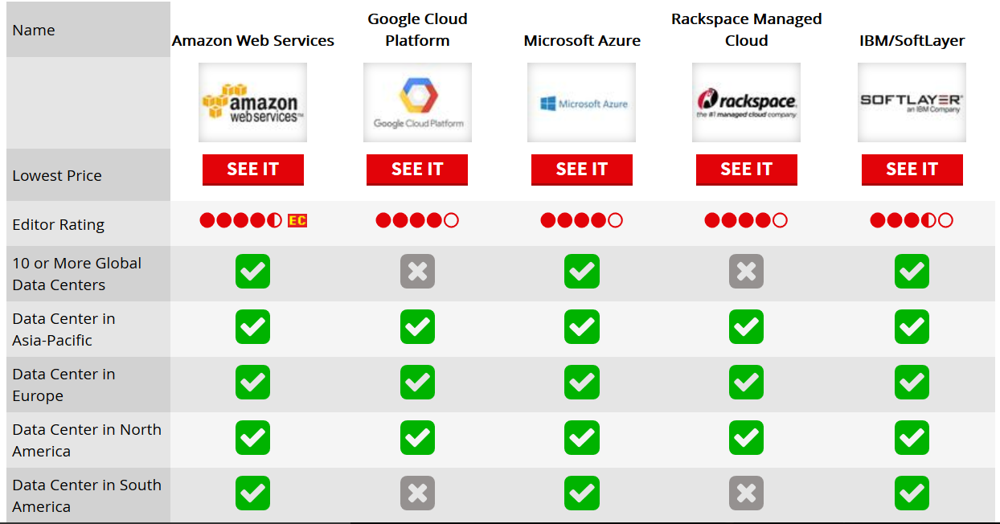 Name
Amazon Web Services
Google Cloud
Platform
Microsoft Azure
Rackspace Managed
Cloud
IBM/SoftLayer
amazon
web services™
Google Cloud Platform
Microsoft Azure
rackspace.
the #1 managed cloud company
SOFTLAYER®
an IBM Company
Lowest Price
SEE IT
SEE IT
SEE IT
SEE IT
SEE IT
Editor Rating
EC
10 or More Global
Data Centers
Data Center in
Asia-Pacific
Data Center in
Europe
Data Center in North
America
Data Center in South
America